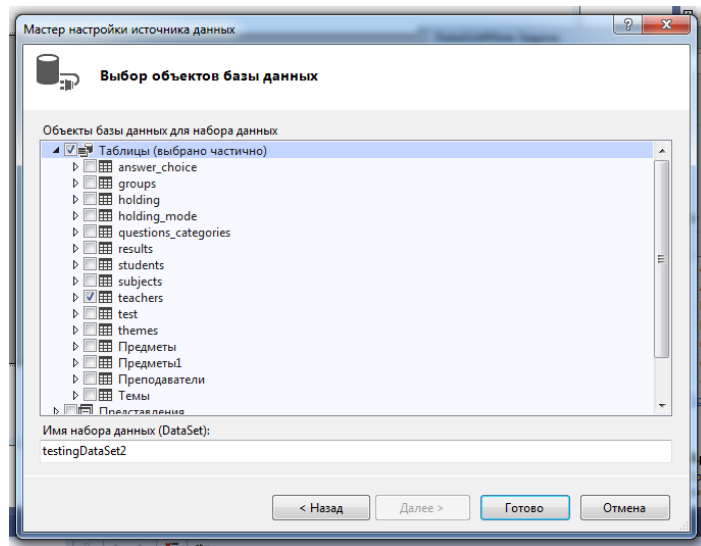 Мастер настройки источника данных
Выбор объектов базы данных
Объекты базы данных для набора данных
Таблицы (выбрано частично)
answer_choice
groups
holding
holding_mode
questions_categories
results
students
subjects
teachers
test
themes
Предметы
Предметы1
Преподаватели
Темы
Представления
Имя набора данных (DataSet):
testingDataSet2
< Назад
Далее >
Готово
Отмена